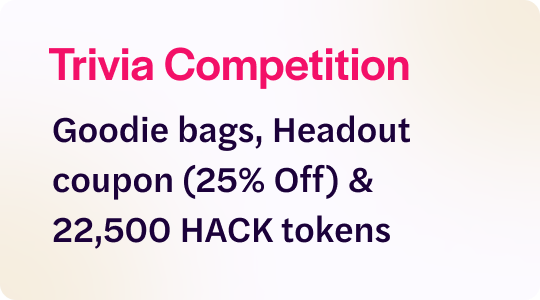 Trivia Competition
Goodie bags, Headout
coupon (25% Off) &
22,500 HACK tokens